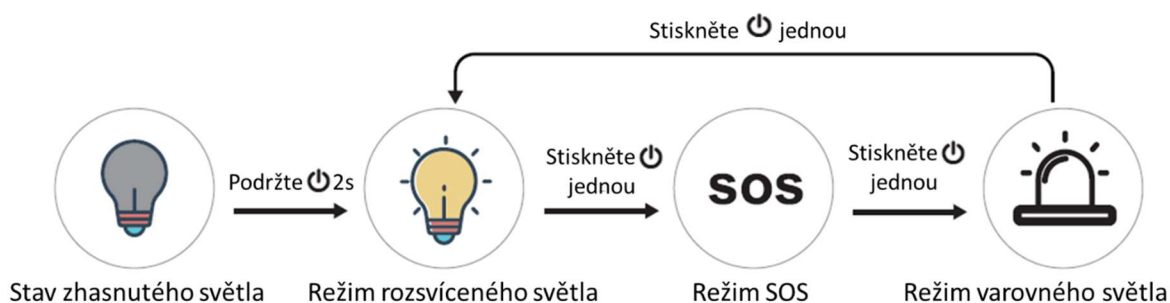 Stiskněte ⏻ jednou
Podržte ⏻ 2s
Stiskněte ⏻
jednou
SOS
Stiskněte ⏻
jednou
Stav zhasnutého světla
Režim rozsvíceného světla
Režim SOS
Režim varovného světla